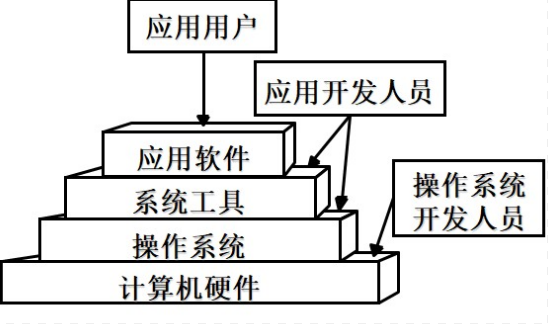 应用用户
应用开发人员
应用软件
操作系统
开发人员
系统工具
操作系统
计算机硬件